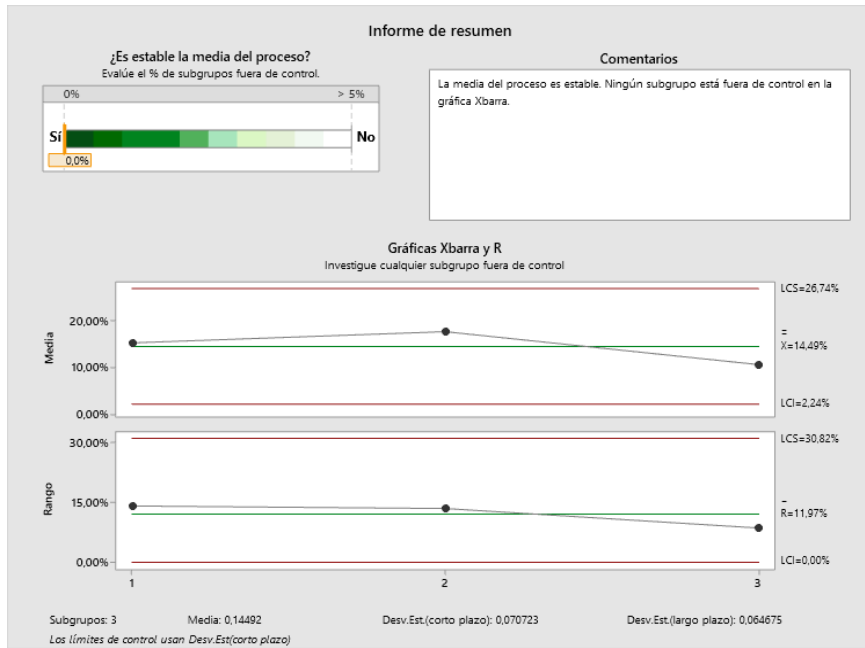 Informe de resumen
¿Es estable la media del proceso?
Evalúe el % de subgrupos fuera de control.
0% > 5%
Sí No
0,0%
Comentarios
La media del proceso es estable. Ningún subgrupo está fuera de control en la
gráfica Xbarra.
Gráficas Xbarra y R
Investigue cualquier subgrupo fuera de control
Media
20,00%
10,00%
0,00%
LCS=26,74%
X=14,49%
LCI=2,24%
Rango
30,00%
15,00%
0,00%
LCS=30,82%
R=11,97%
LCI=0,00%
1 2 3
Subgrupos: 3 Media: 0,14492 Desv.Est.(corto plazo): 0,070723 Desv.Est.(largo plazo): 0,064675
Los límites de control usan Desv.Est(corto plazo)